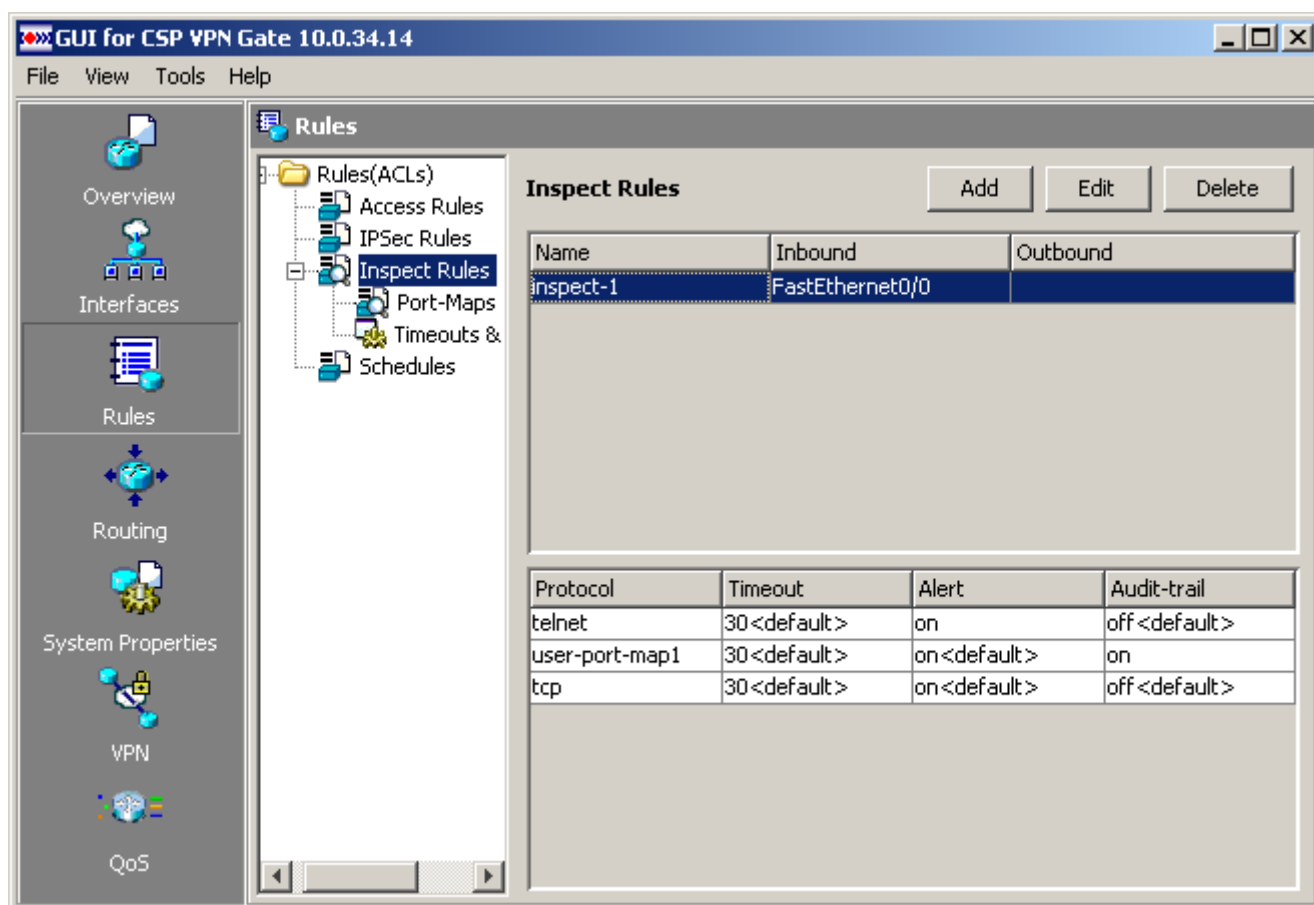 GUI for CSP VPN Gate 10.0.34.14
File View Tools Help
Overview
Interfaces
Rules
Routing
System Properties
VPN
QoS
Rules
Rules(ACLs)
Access Rules
IPSec Rules
Inspect Rules
Port-Maps
Timeouts &
Schedules
Inspect Rules
Add Edit Delete
Name Inbound Outbound
inspect-1 FastEthernet0/0
Protocol Timeout Alert Audit-trail
telnet 30<default> on off<default>
user-port-map1 30<default> on<default> on
tcp 30<default> on<default> off<default>